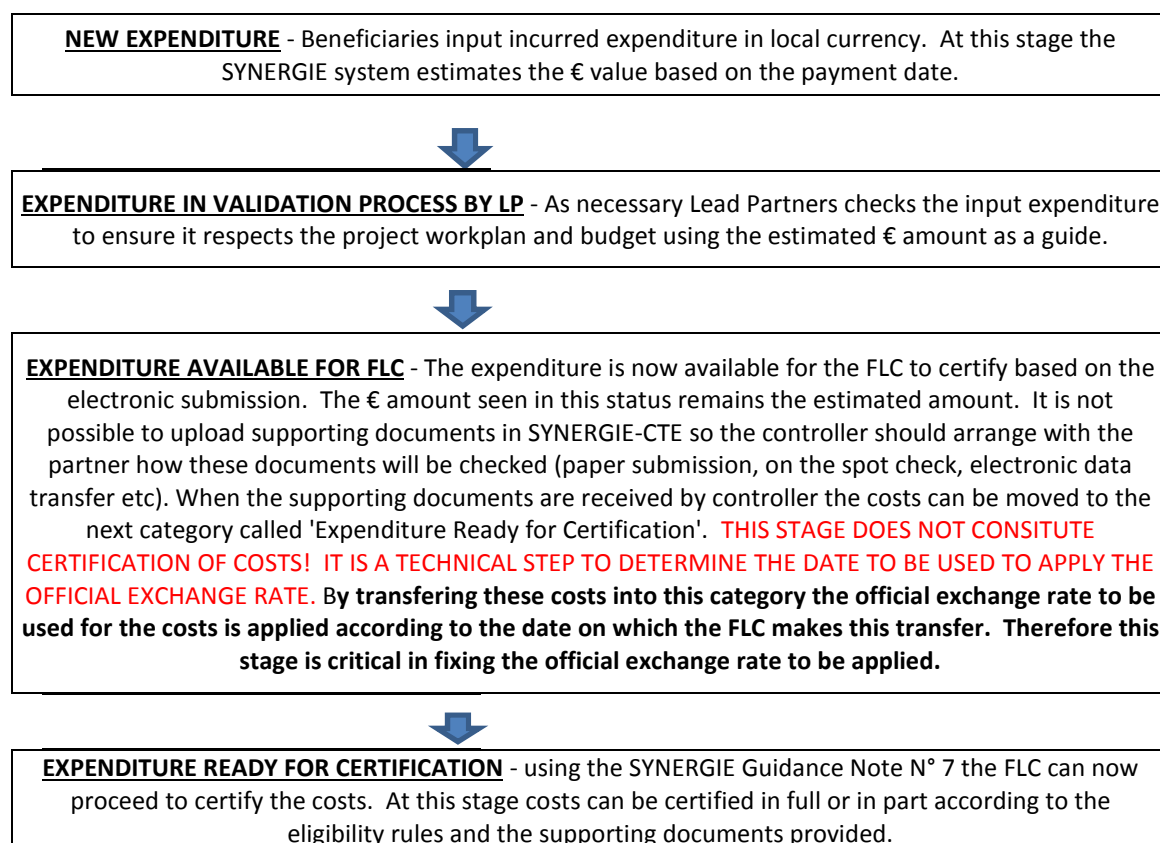 NEW EXPENDITURE - Beneficiaries input incurred expenditure in local currency.  At this stage the
SYNERGIE system estimates the € value based on the payment date.
EXPENDITURE IN VALIDATION PROCESS BY LP - As necessary Lead Partners checks the input expenditure
to ensure it respects the project workplan and budget using the estimated € amount as a guide.
EXPENDITURE AVAILABLE FOR FLC - The expenditure is now available for the FLC to certify based on the
electronic submission.  The € amount seen in this status remains the estimated amount.  It is not
possible to upload supporting documents in SYNERGIE-CTE so the controller should arrange with the
partner how these documents will be checked (paper submission, on the spot check, electronic data
transfer etc). When the supporting documents are received by controller the costs can be moved to the
next category called 'Expenditure Ready for Certification'.  THIS STAGE DOES NOT CONSITUTE
CERTIFICATION OF COSTS!  IT IS A TECHNICAL STEP TO DETERMINE THE DATE TO BE USED TO APPLY THE
OFFICIAL EXCHANGE RATE. By transfering these costs into this category the official exchange rate to be
used for the costs is applied according to the date on which the FLC makes this transfer.  Therefore this
stage is critical in fixing the official exchange rate to be applied.
EXPENDITURE READY FOR CERTIFICATION - using the SYNERGIE Guidance Note N° 7 the FLC can now
proceed to certify the costs.  At this stage costs can be certified in full or in part according to the
eligibility rules and the supporting documents provided.